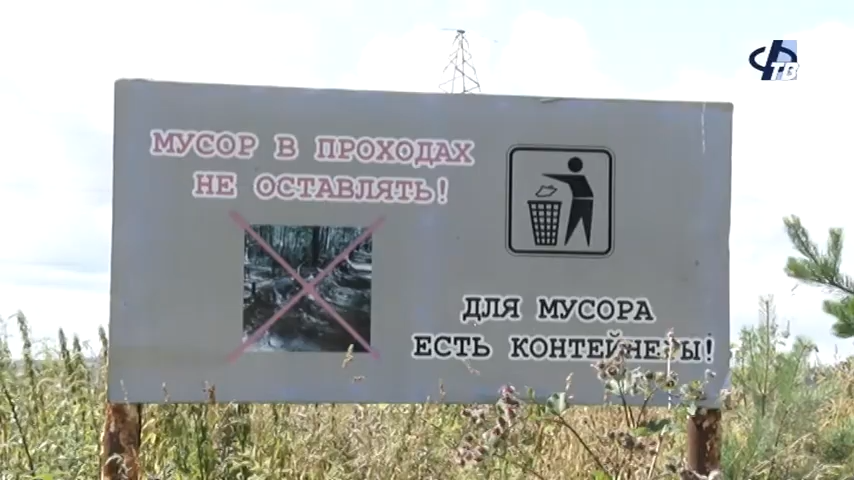 МУСОР В ПРОХОДАХ
НЕ ОСТАВЛЯТЬ!
ДЛЯ МУСОРА
ЕСТЬ КОНТЕЙНЕРЫ!
ТВ